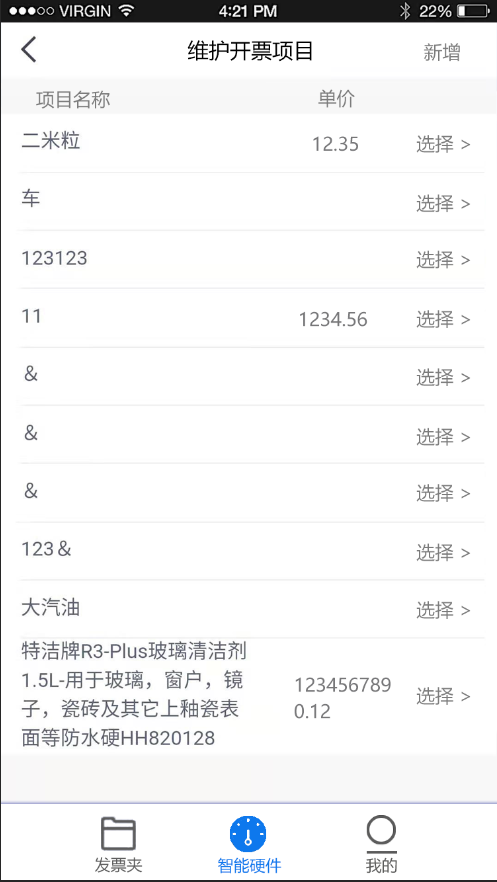 VIRGIN 4:21 PM 22%
维护开票项目 新增
项目名称 单价
二米粒 12.35 选择 >
车 选择 >
123123 选择 >
11 1234.56 选择 >
& 选择 >
& 选择 >
& 选择 >
123& 选择 >
大汽油 选择 >
特洁牌R3-Plus玻璃清洁剂
1.5L-用于玻璃，窗户，镜
子，瓷砖及其它上釉瓷表
面等防水硬HH820128
123456789
0.12
选择 >
发票夹 智能硬件 我的